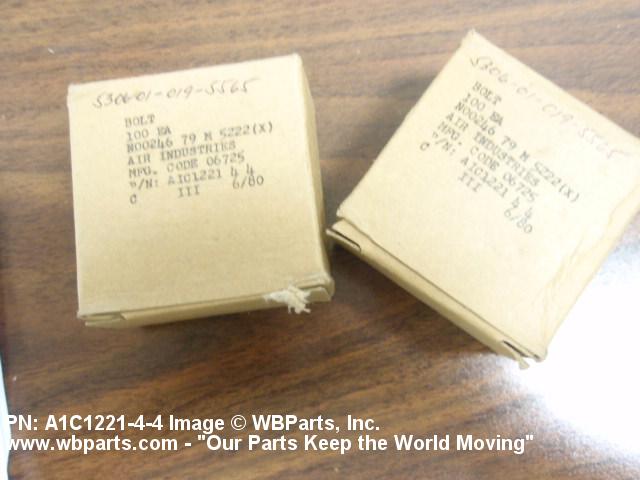 5306-01-019-5565
BOLT
100 EA
N00246 79 M 5222(X)
AIR INDUSTRIES
MFG. CODE 06725
P/N: A1C1221 4 4
C III 6/80
5306-01-019-5565
BOLT
100 EA
N00246 79 M 5222(X)
AIR INDUSTRIES
MFG. CODE 06725
P/N: A1C1221 4 4
C III 6/80
PN: A1C1221-4-4 Image © WBParts, Inc.
www.wbparts.com - "Our Parts Keep the World Moving"